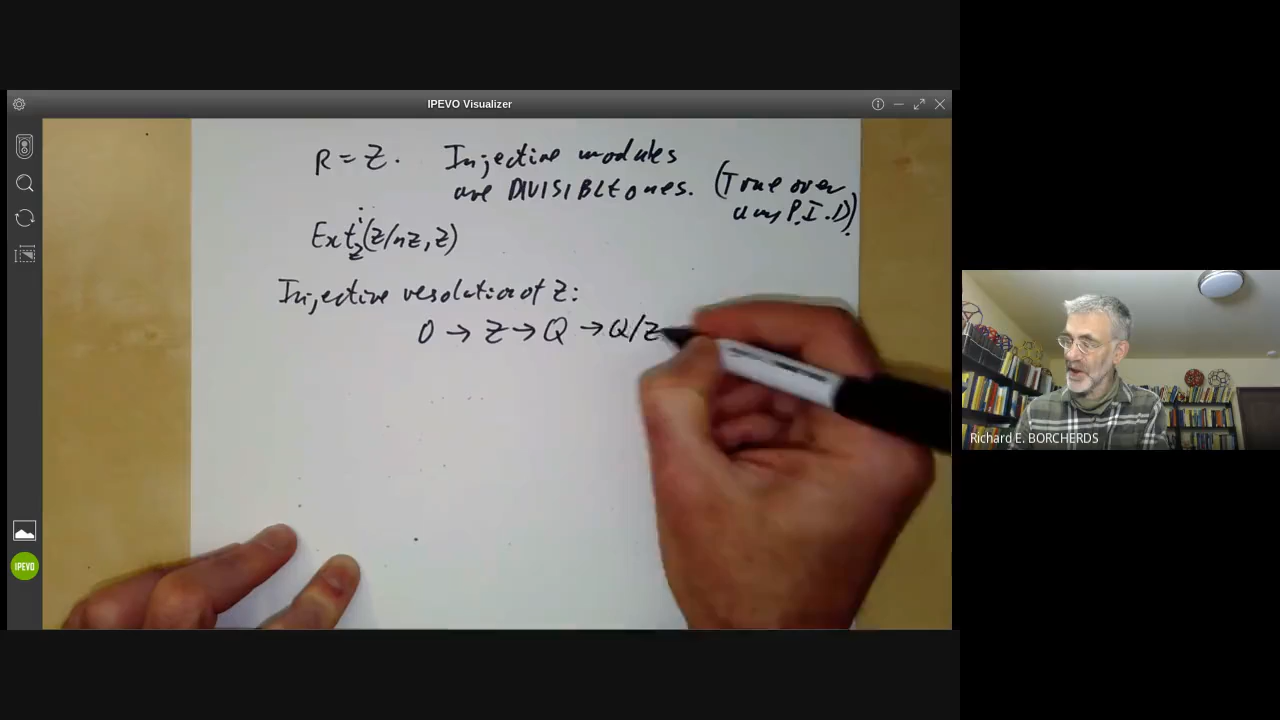 IPEVO Visualizer
R = Z. Injective modules
are DIVISIBLE ones. (True over
any P.I.D)
Ext^i_Z(Z/nZ, Z)
Injective resolution of Z:
0 → Z → Q → Q/Z
IPEVO
Richard E. BORCHERDS